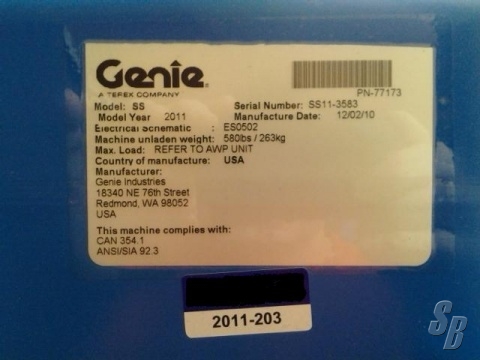 Genie.
A TEREX COMPANY
PN-77173
Model: SS Serial Number: SS11-3583
Model Year 2011 Manufacture Date: 12/02/10
Electrical Schematic : ES0502
Machine unladen weight: 580lbs / 263kg
Max. Load: REFER TO AWP UNIT
Country of manufacture: USA
Manufacturer:
Genie Industries
18340 NE 76th Street
Redmond, WA 98052
USA
This machine complies with:
CAN 354.1
ANSI/SIA 92.3
2011-203
SB